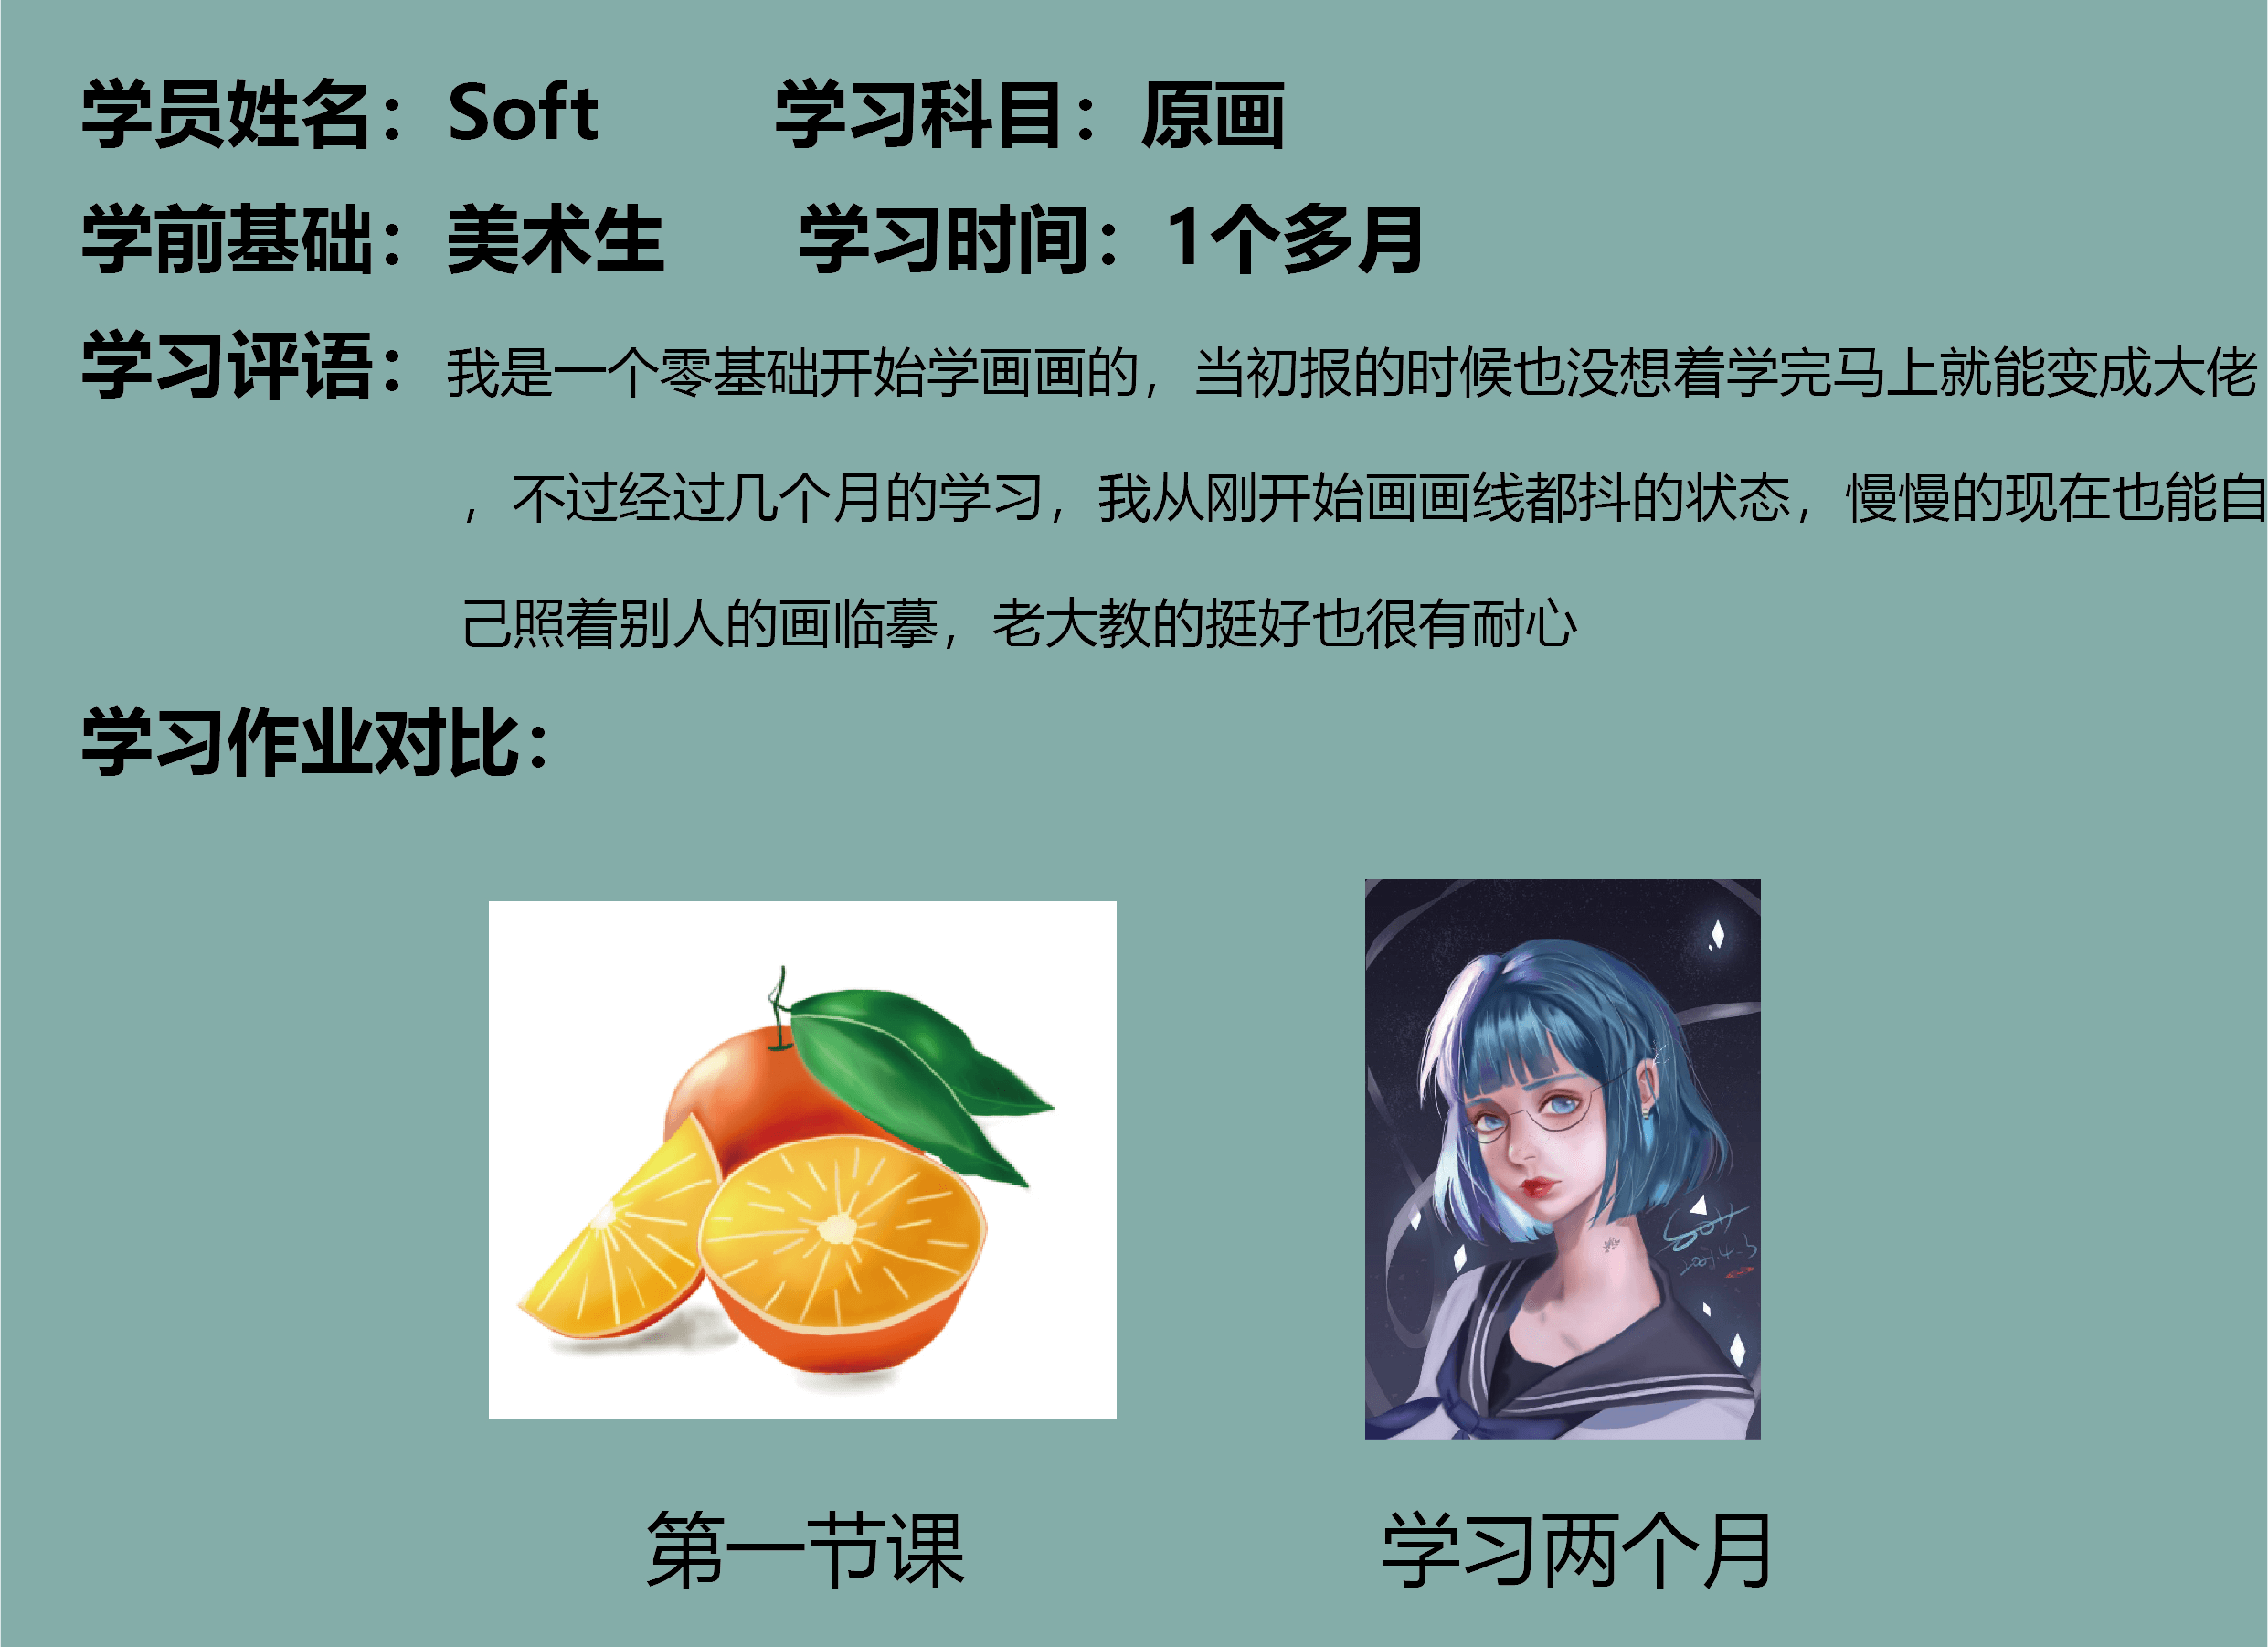 学员姓名：Soft 学习科目：原画
学前基础：美术生 学习时间：1个多月
学习评语：我是一个零基础开始学画画的，当初报的时候也没想着学完马上就能变成大佬
，不过经过几个月的学习，我从刚开始画画线都抖的状态，慢慢的现在也能自
己照着别人的画临摹，老大教的挺好也很有耐心
学习作业对比：
第一节课 学习两个月